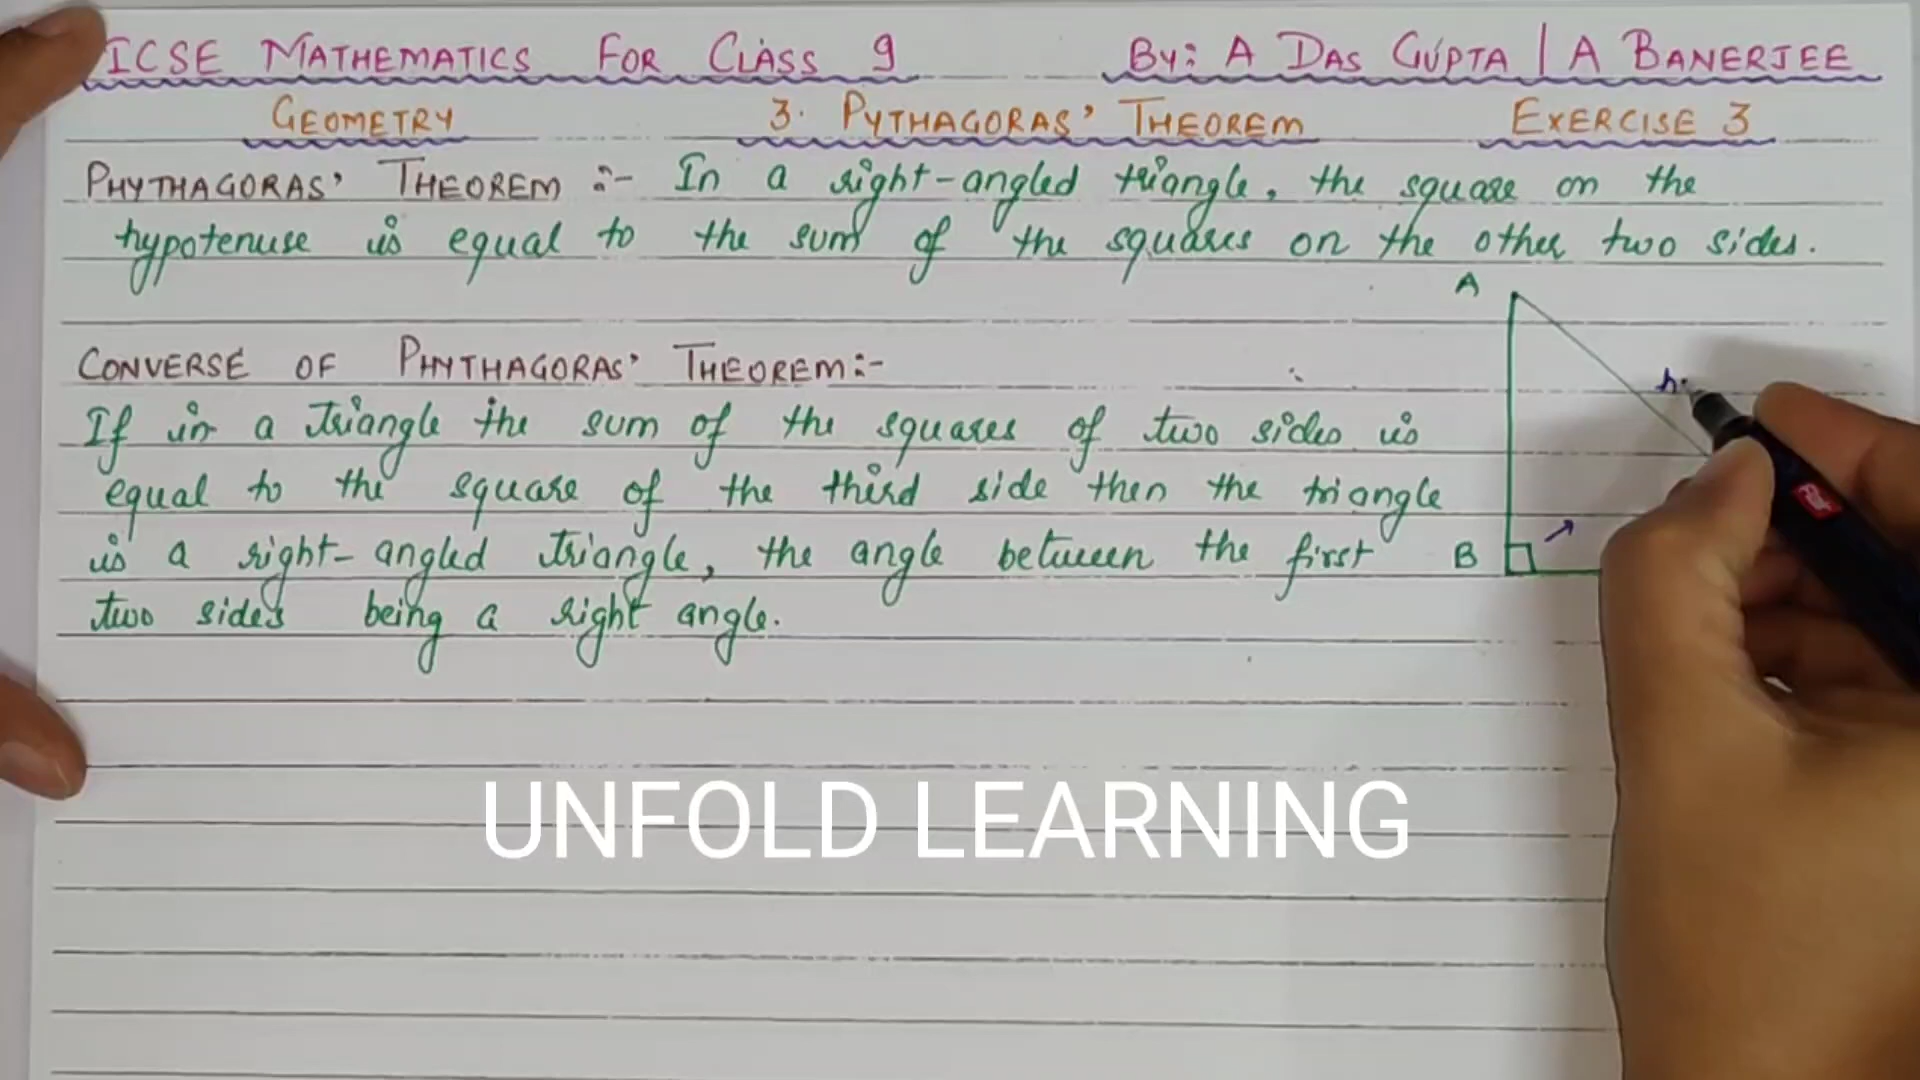 ICSE MATHEMATICS FOR CLASS 9 BY: A DAS GUPTA | A BANERJEE
GEOMETRY 3. PYTHAGORAS' THEOREM EXERCISE 3
PHYTHAGORAS' THEOREM :- In a right-angled triangle, the square on the
hypotenuse is equal to the sum of the squares on the other two sides.
A
CONVERSE OF PHYTHAGORAS' THEOREM:-
h
If in a triangle the sum of the squares of two sides is
equal to the square of the third side then the triangle
is a right-angled triangle, the angle between the first
B
two sides being a right angle.
UNFOLD LEARNING